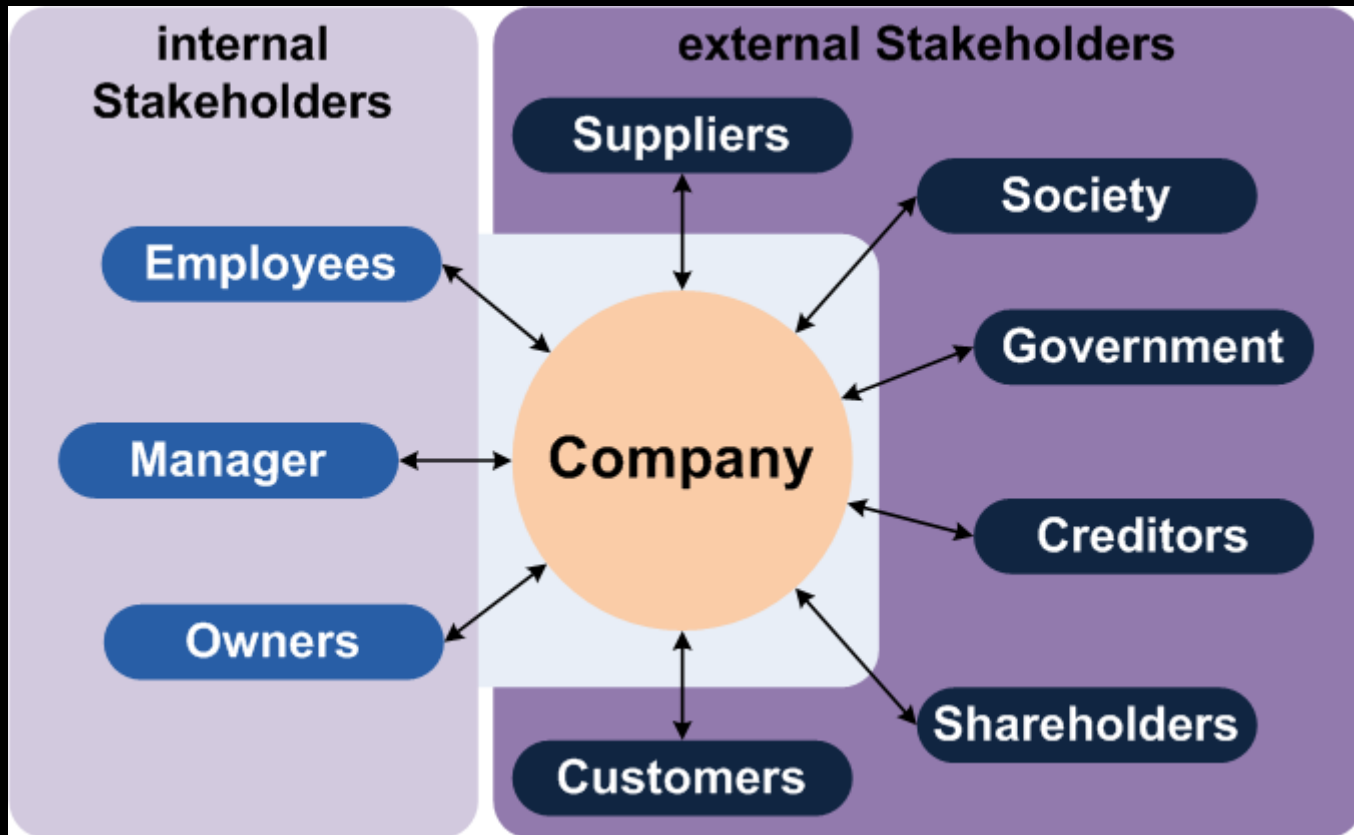 internal
Stakeholders
external Stakeholders
Suppliers
Society
Employees
Government
Manager
Company
Creditors
Owners
Shareholders
Customers